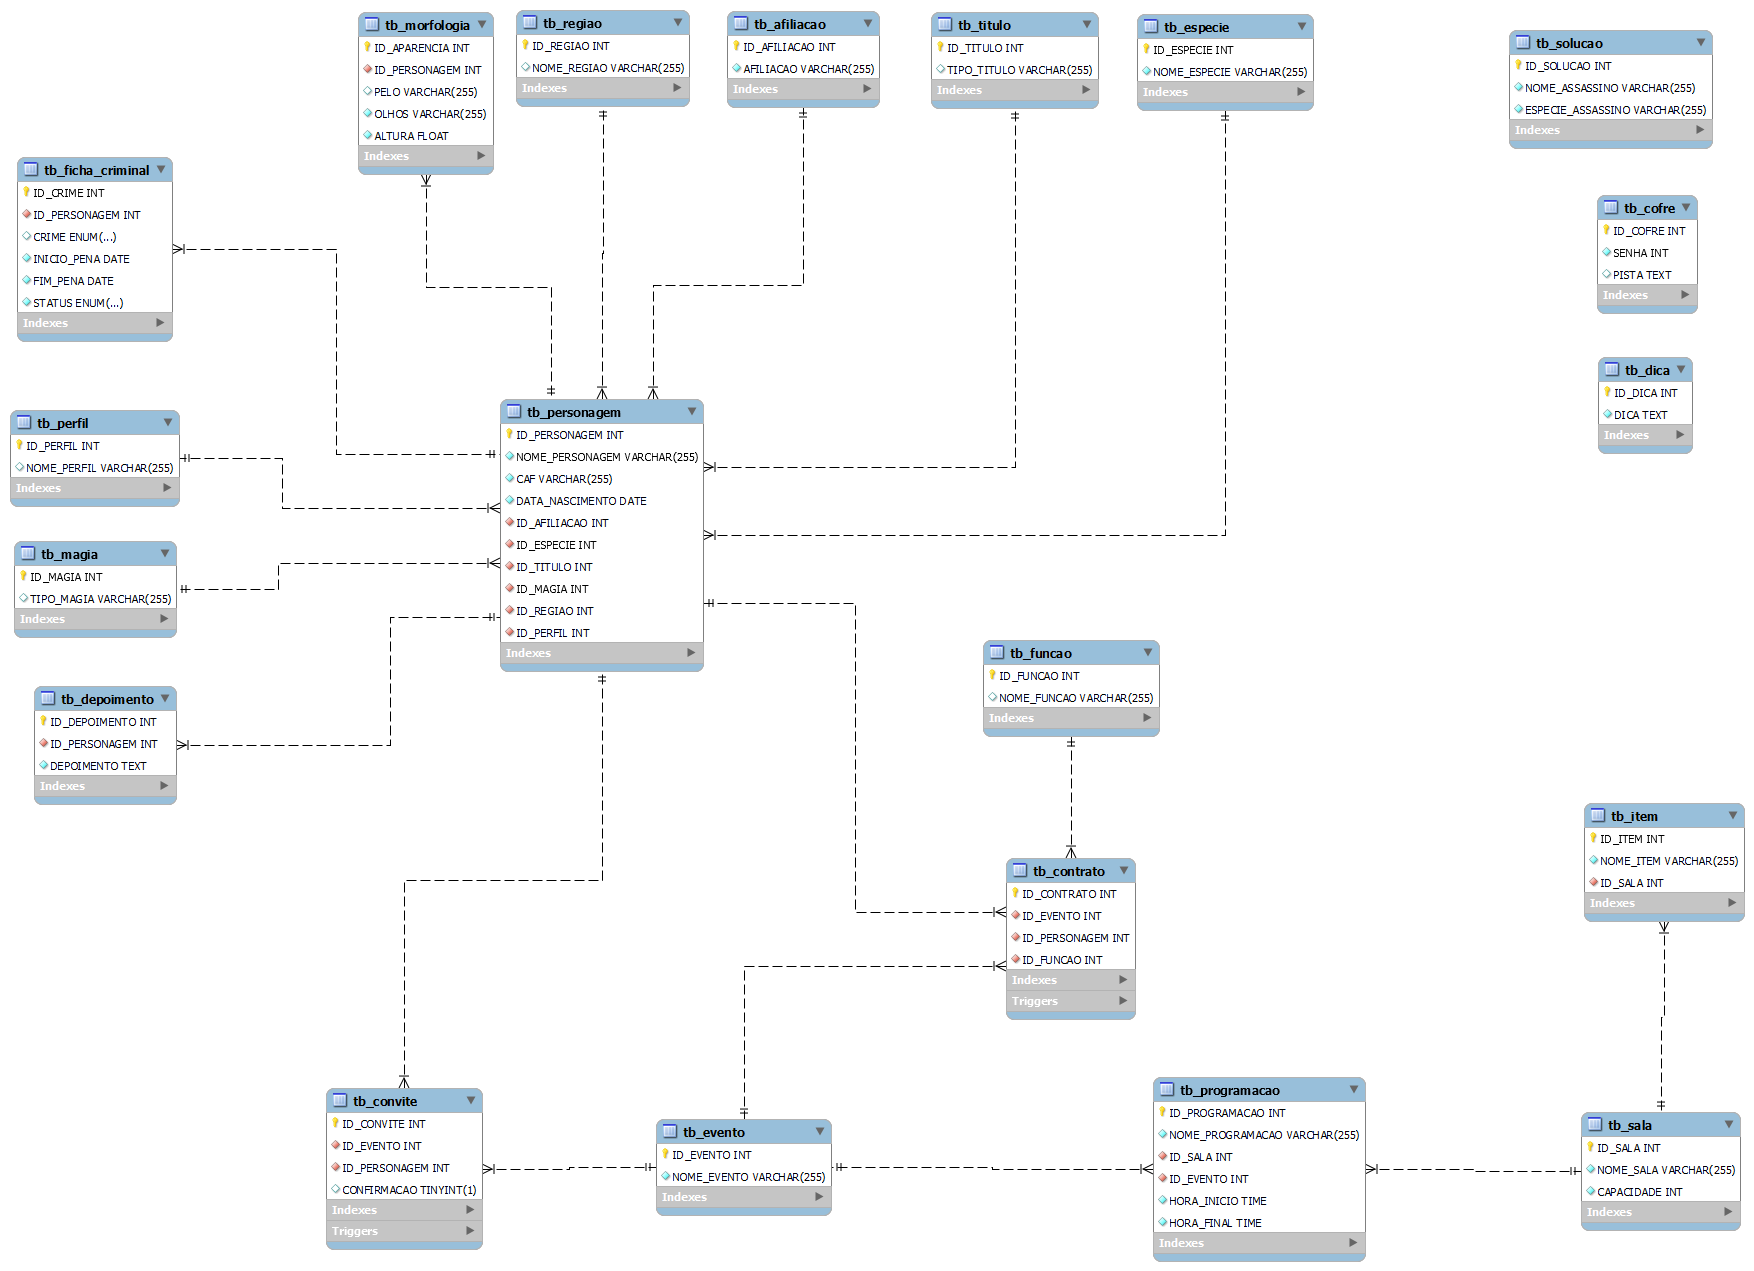 tb_morfologia
ID_APARENCIA INT
ID_PERSONAGEM INT
PELO VARCHAR(255)
OLHOS VARCHAR(255)
ALTURA FLOAT
Indexes
tb_regiao
ID_REGIAO INT
NOME_REGIAO VARCHAR(255)
Indexes
tb_afiliacao
ID_AFILIACAO INT
AFILIACAO VARCHAR(255)
Indexes
tb_titulo
ID_TITULO INT
TIPO_TITULO VARCHAR(255)
Indexes
tb_especie
ID_ESPECIE INT
NOME_ESPECIE VARCHAR(255)
Indexes
tb_solucao
ID_SOLUCAO INT
NOME_ASSASSINO VARCHAR(255)
ESPECIE_ASSASSINO VARCHAR(255)
Indexes
tb_ficha_criminal
ID_CRIME INT
ID_PERSONAGEM INT
CRIME ENUM(...)
INICIO_PENA DATE
FIM_PENA DATE
STATUS ENUM(...)
Indexes
tb_cofre
ID_COFRE INT
SENHA INT
PISTA TEXT
Indexes
tb_dica
ID_DICA INT
DICA TEXT
Indexes
tb_perfil
ID_PERFIL INT
NOME_PERFIL VARCHAR(255)
Indexes
tb_personagem
ID_PERSONAGEM INT
NOME_PERSONAGEM VARCHAR(255)
CAF VARCHAR(255)
DATA_NASCIMENTO DATE
ID_AFILIACAO INT
ID_ESPECIE INT
ID_TITULO INT
ID_MAGIA INT
ID_REGIAO INT
ID_PERFIL INT
Indexes
tb_magia
ID_MAGIA INT
TIPO_MAGIA VARCHAR(255)
Indexes
tb_depoimento
ID_DEPOIMENTO INT
ID_PERSONAGEM INT
DEPOIMENTO TEXT
Indexes
tb_funcao
ID_FUNCAO INT
NOME_FUNCAO VARCHAR(255)
Indexes
tb_contrato
ID_CONTRATO INT
ID_EVENTO INT
ID_PERSONAGEM INT
ID_FUNCAO INT
Indexes
Triggers
tb_item
ID_ITEM INT
NOME_ITEM VARCHAR(255)
ID_SALA INT
Indexes
tb_convite
ID_CONVITE INT
ID_EVENTO INT
ID_PERSONAGEM INT
CONFIRMACAO TINYINT(1)
Indexes
Triggers
tb_evento
ID_EVENTO INT
NOME_EVENTO VARCHAR(255)
Indexes
tb_programacao
ID_PROGRAMACAO INT
NOME_PROGRAMACAO VARCHAR(255)
ID_SALA INT
ID_EVENTO INT
HORA_INICIO TIME
HORA_FINAL TIME
Indexes
tb_sala
ID_SALA INT
NOME_SALA VARCHAR(255)
CAPACIDADE INT
Indexes